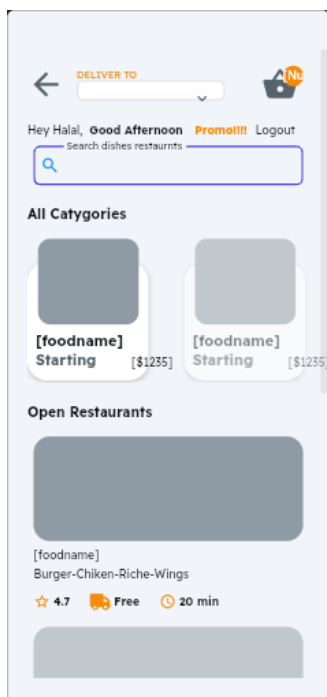 DELIVER TO
[Nu
Hey Halal, Good Afternoon Promo!!!! Logout
Search dishes restaurnts
All Catygories
[foodname]
Starting [$1235]
[foodname]
Starting [$1235]
Open Restaurants
[foodname]
Burger-Chiken-Riche-Wings
4.7 Free 20 min